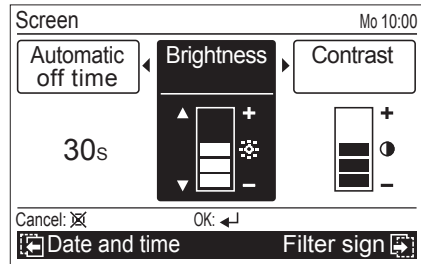 Screen Mo 10:00
Automatic off time
Brightness
Contrast
+ +
30s
- -
Cancel: OK:
Date and time Filter sign